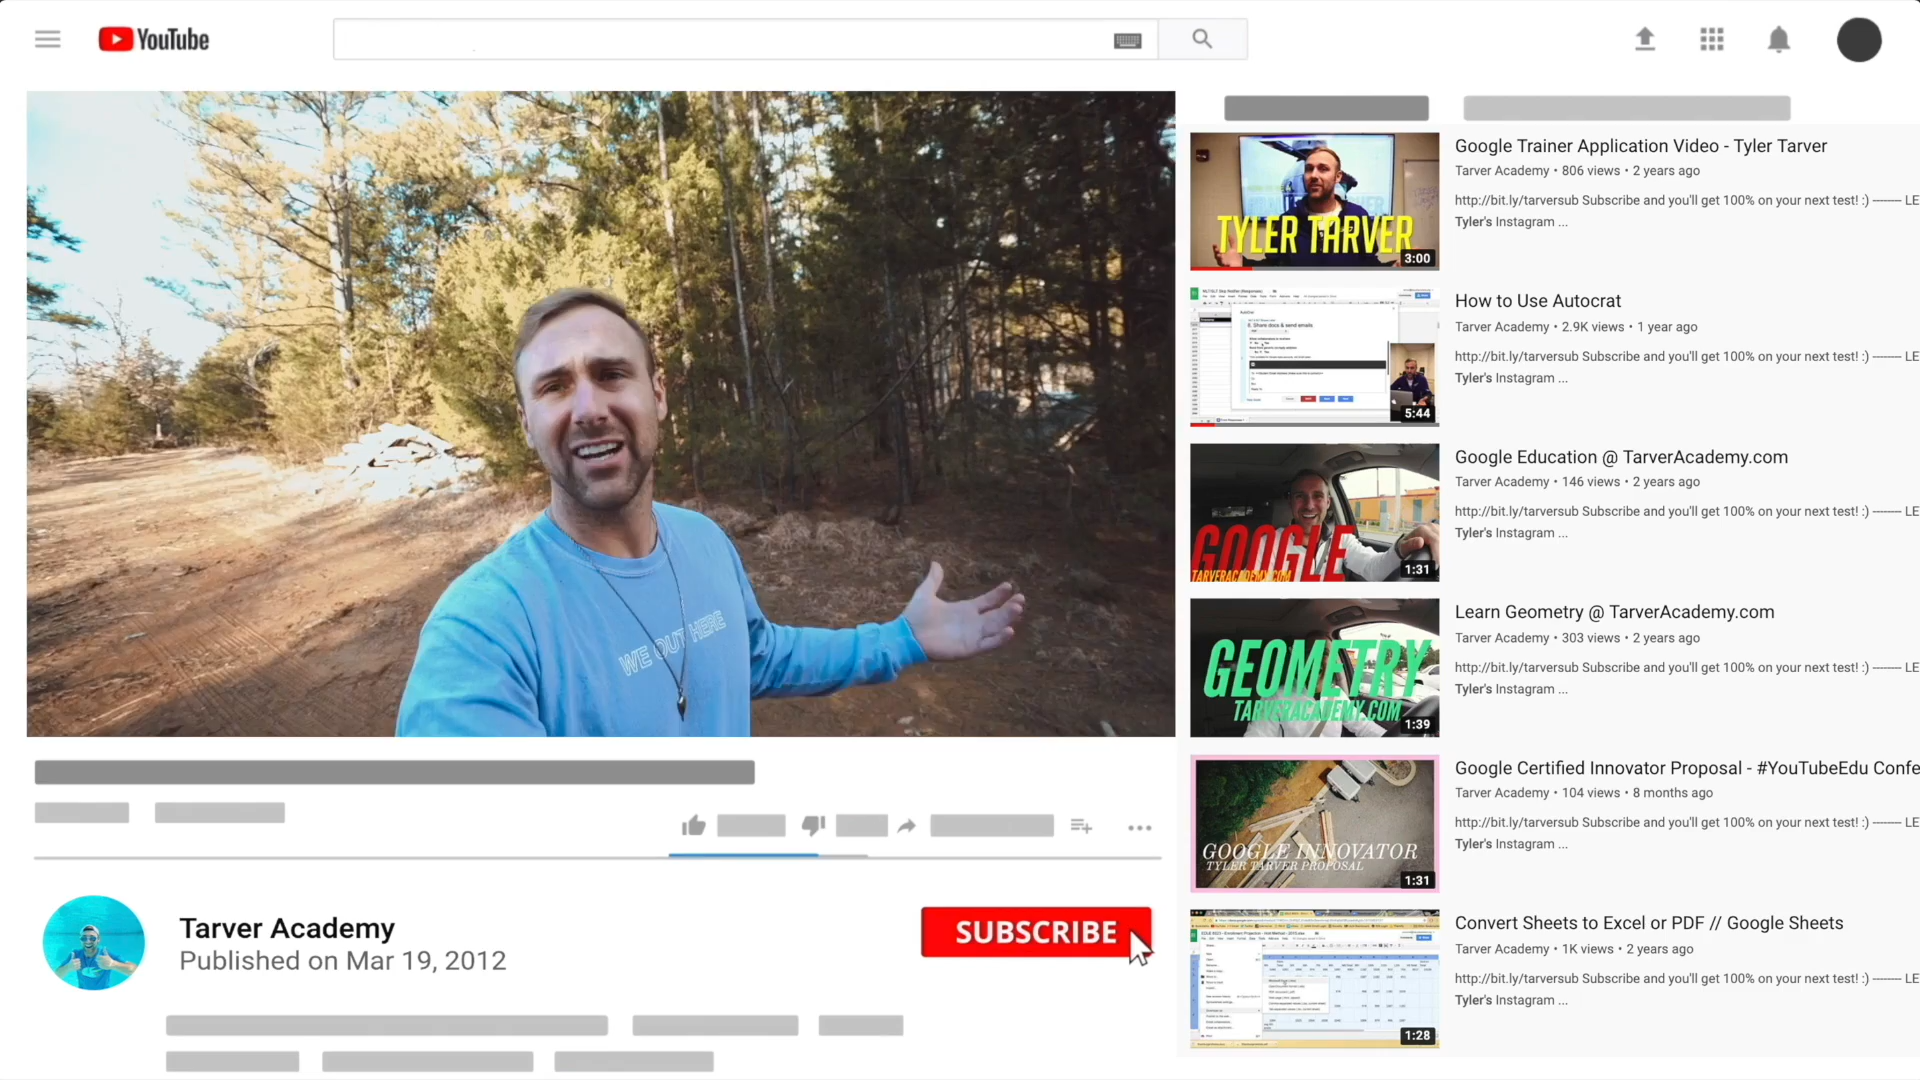 YouTube
WE OUT HERE
Tarver Academy
Published on Mar 19, 2012
SUBSCRIBE
TYLER TARVER
3:00
Google Trainer Application Video - Tyler Tarver
Tarver Academy • 806 views • 2 years ago
http://bit.ly/tarversub Subscribe and you'll get 100% on your next test! :) -------- LE
Tyler's Instagram ...
8. Share docs & send emails
5:44
How to Use Autocrat
Tarver Academy • 2.9K views • 1 year ago
http://bit.ly/tarversub Subscribe and you'll get 100% on your next test! :) -------- LE
Tyler's Instagram ...
GOOGLE
TARVERACADEMY.COM
1:31
Google Education @ TarverAcademy.com
Tarver Academy • 146 views • 2 years ago
http://bit.ly/tarversub Subscribe and you'll get 100% on your next test! :) -------- LE
Tyler's Instagram ...
GEOMETRY
TARVERACADEMY.COM
1:39
Learn Geometry @ TarverAcademy.com
Tarver Academy • 303 views • 2 years ago
http://bit.ly/tarversub Subscribe and you'll get 100% on your next test! :) -------- LE
Tyler's Instagram ...
GOOGLE INNOVATOR
TYLER TARVER PROPOSAL
1:31
Google Certified Innovator Proposal - #YouTubeEdu Confe
Tarver Academy • 104 views • 8 months ago
http://bit.ly/tarversub Subscribe and you'll get 100% on your next test! :) -------- LE
Tyler's Instagram ...
1:28
Convert Sheets to Excel or PDF // Google Sheets
Tarver Academy • 1K views • 2 years ago
http://bit.ly/tarversub Subscribe and you'll get 100% on your next test! :) -------- LE
Tyler's Instagram ...